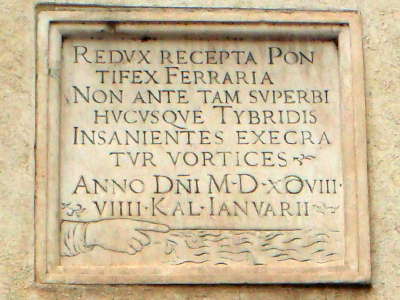 REDVX RECEPTA PON
TIFEX FERRARIA
NON ANTE TAM SVPERBI
HVCVSQVE TYBRIDIS
INSANIENTES EXECRA
TVR VORTICES
ANNO DÑI M·D·XCVIII·
VIIII·KAL·IANVARII